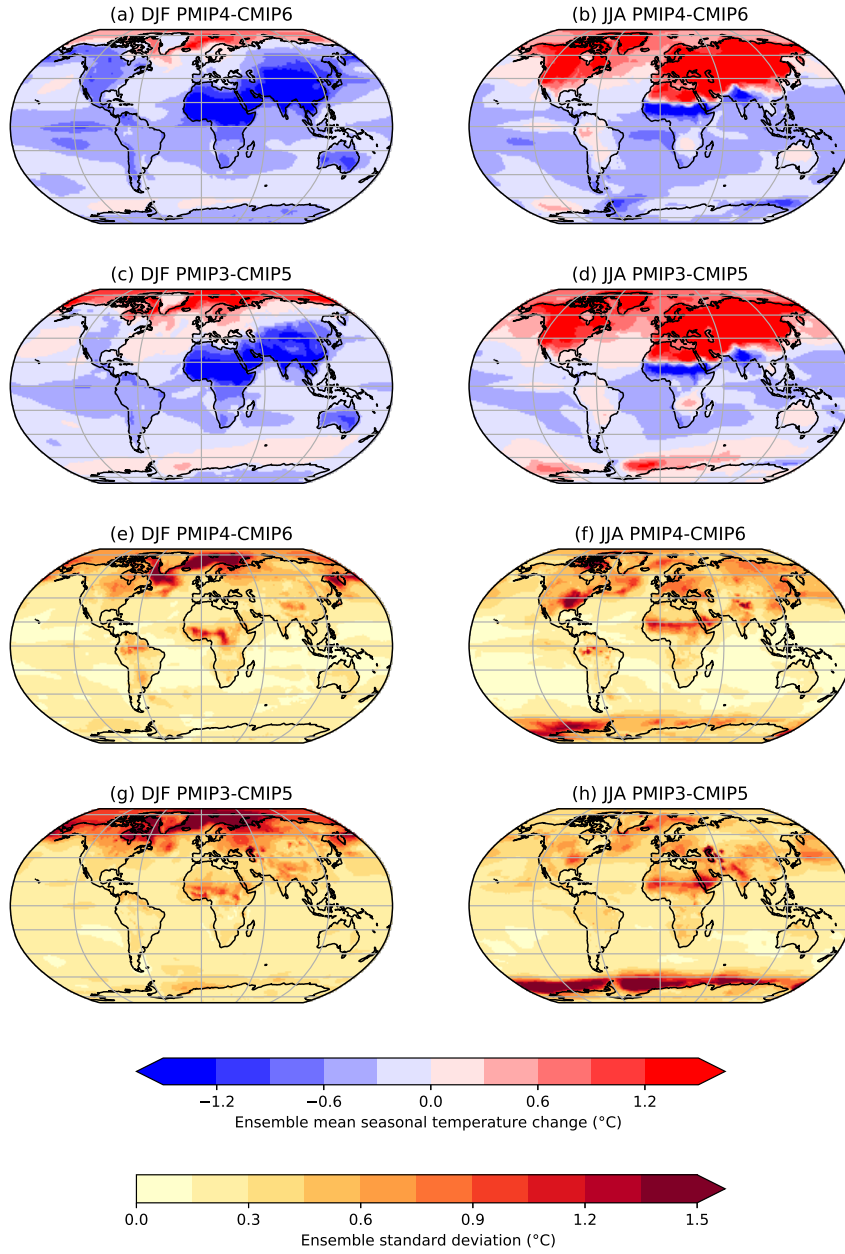 (a) DJF PMIP4-CMIP6
(b) JJA PMIP4-CMIP6
(c) DJF PMIP3-CMIP5
(d) JJA PMIP3-CMIP5
(e) DJF PMIP4-CMIP6
(f) JJA PMIP4-CMIP6
(g) DJF PMIP3-CMIP5
(h) JJA PMIP3-CMIP5
−1.2 −0.6 0.0 0.6 1.2
Ensemble mean seasonal temperature change (°C)
0.0 0.3 0.6 0.9 1.2 1.5
Ensemble standard deviation (°C)